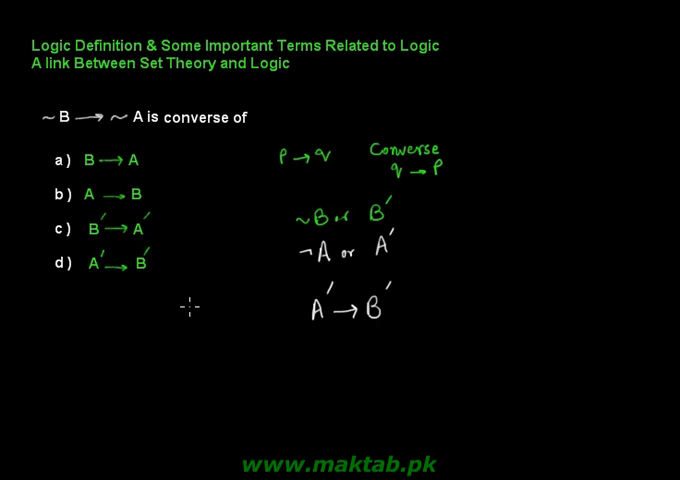 Logic Definition & Some Important Terms Related to Logic
A link Between Set Theory and Logic
~ B → ~ A is converse of
a) B → A
b) A → B
c) B′ → A′
d) A′ → B′
p → q Converse
q → p
~B or B′
¬A or A′
A′ → B′
www.maktab.pk